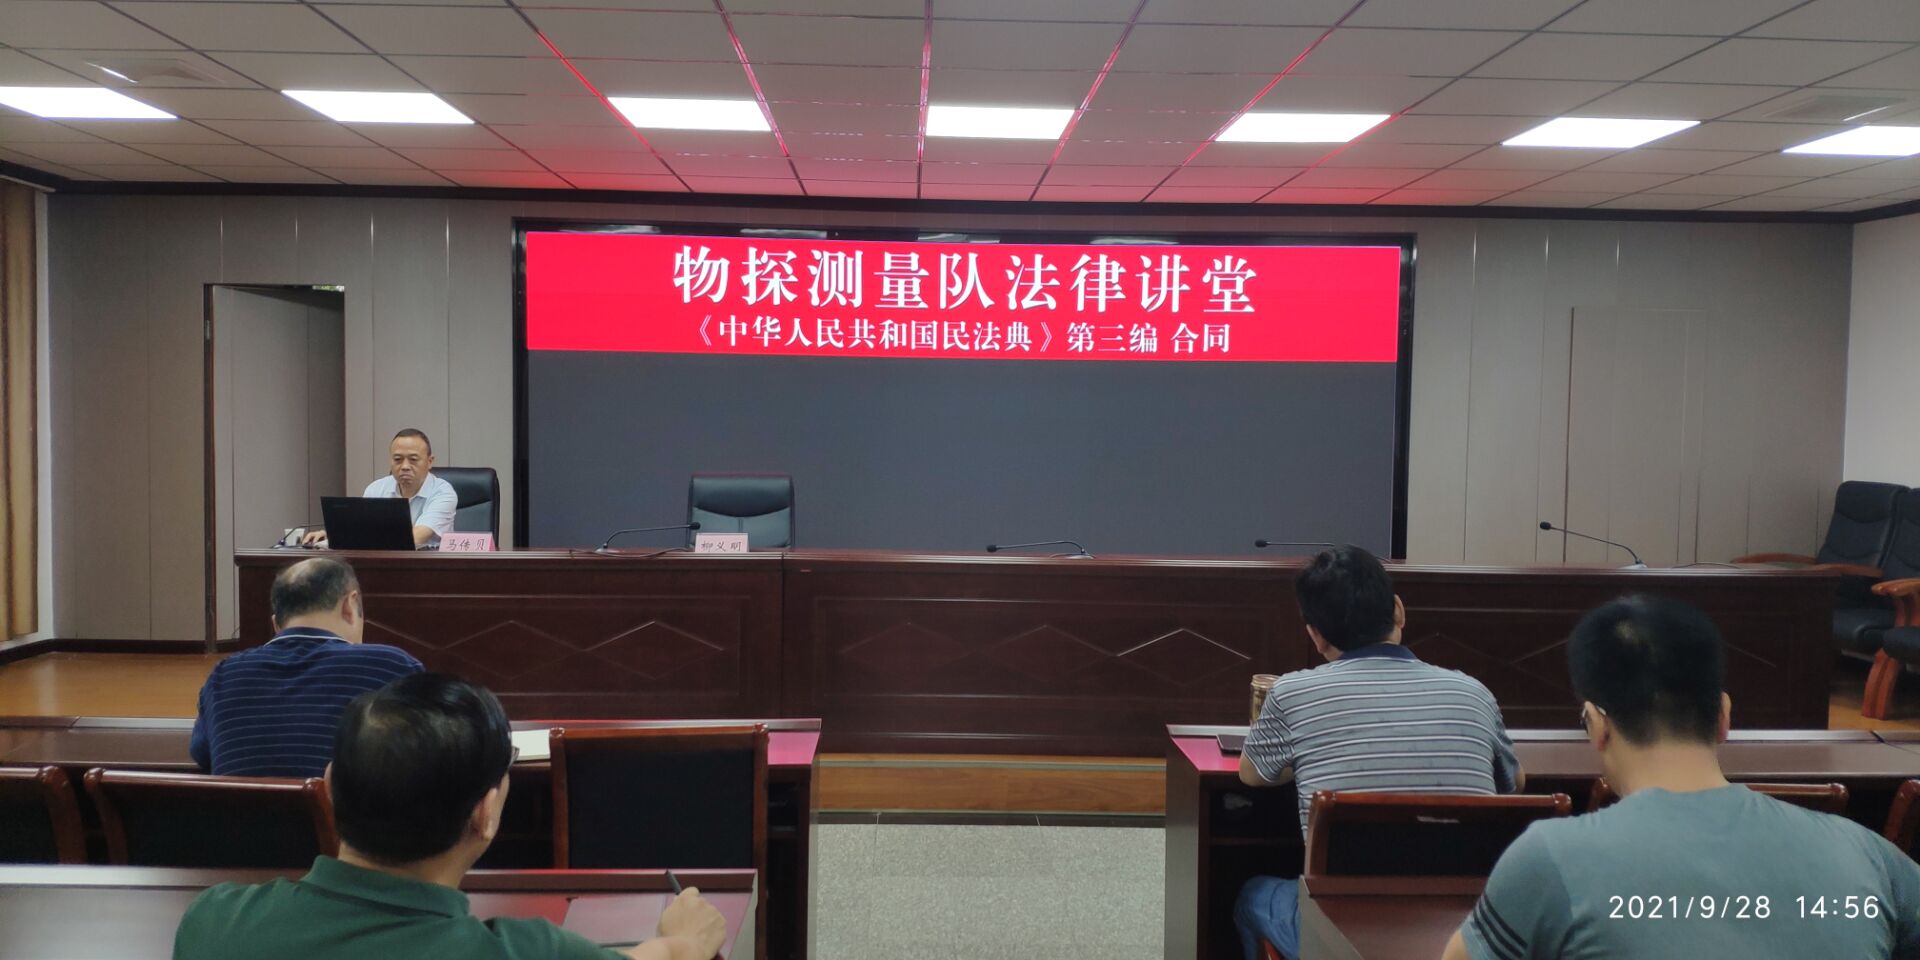 物探测量队法律讲堂
《中华人民共和国民法典》第三编 合同
马传贝
柳义明
2021/9/28 14:56